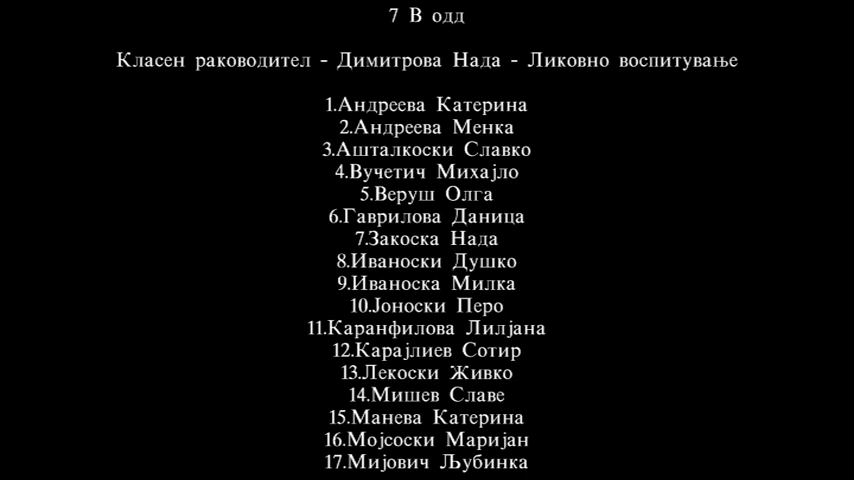 7 В одд
Класен раководител - Димитрова Нада - Ликовно воспитување
1.Андреева Катерина
2.Андреева Менка
3.Ашталкоски Славко
4.Вучетич Михајло
5.Веруш Олга
6.Гаврилова Даница
7.Закоска Нада
8.Иваноски Душко
9.Иваноска Милка
10.Јоноски Перо
11.Каранфилова Лилјана
12.Карајлиев Сотир
13.Лекоски Живко
14.Мишев Славе
15.Манева Катерина
16.Мојсоски Маријан
17.Мијович Љубинка